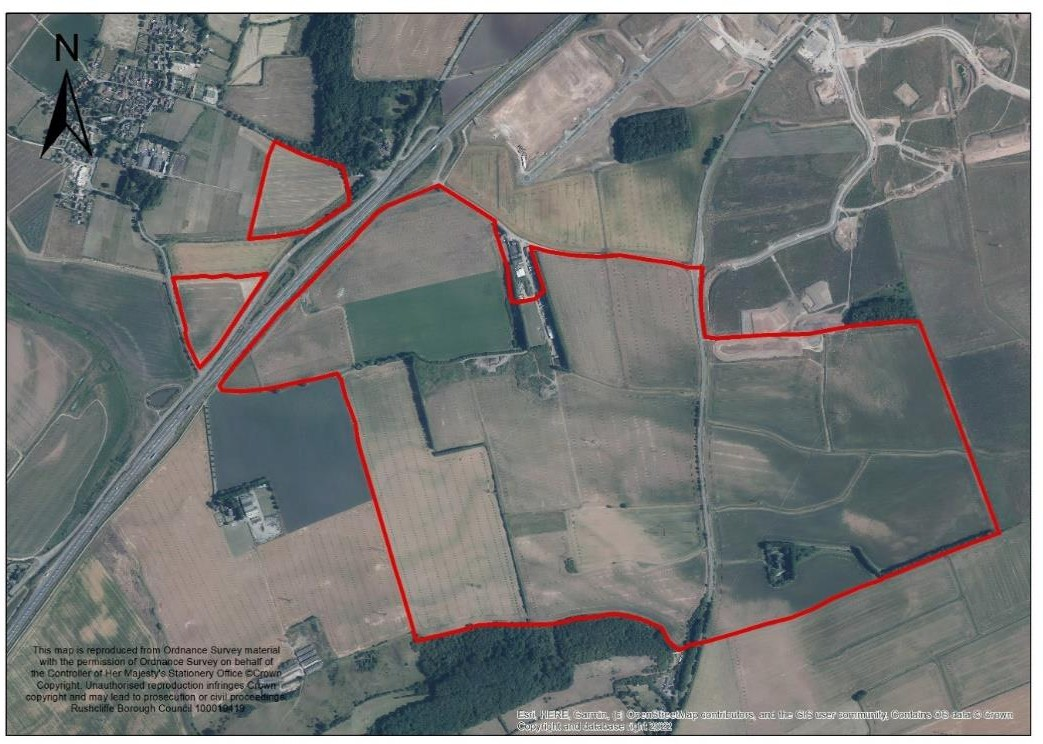 N
This map is reproduced from Ordnance Survey material
with the permission of Ordnance Survey on behalf of
the Controller of Her Majesty's Stationery Office ©Crown
Copyright. Unauthorised reproduction infringes Crown
copyright and may lead to prosecution or civil proceedings.
Rushcliffe Borough Council 100019419
Esri, HERE, Garmin, (c) OpenStreetMap contributors, and the GIS user community, Contains OS data © Crown
Copyright and database right 2022